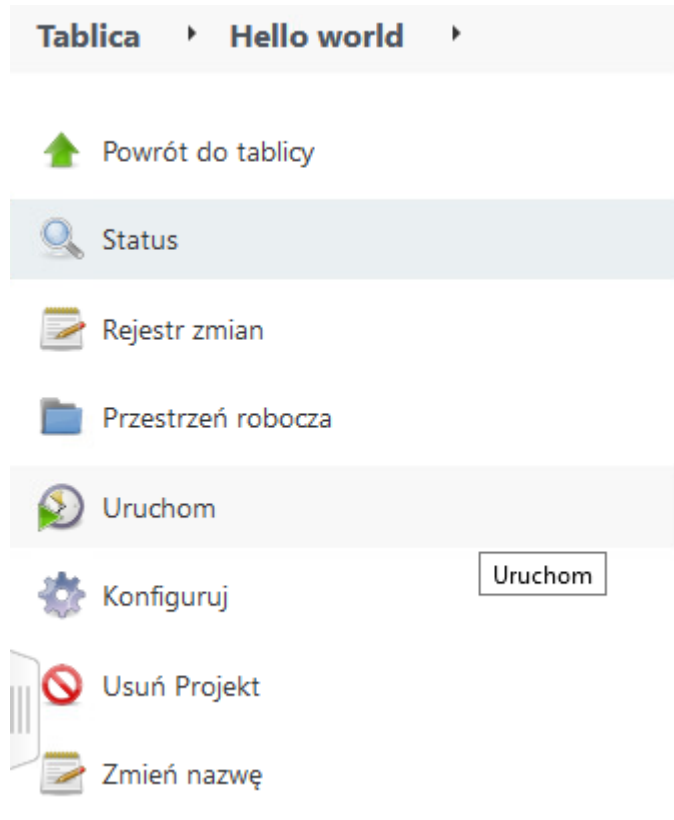 Tablica Hello world
Powrót do tablicy
Status
Rejestr zmian
Przestrzeń robocza
Uruchom
Uruchom
Konfiguruj
Usuń Projekt
Zmień nazwę